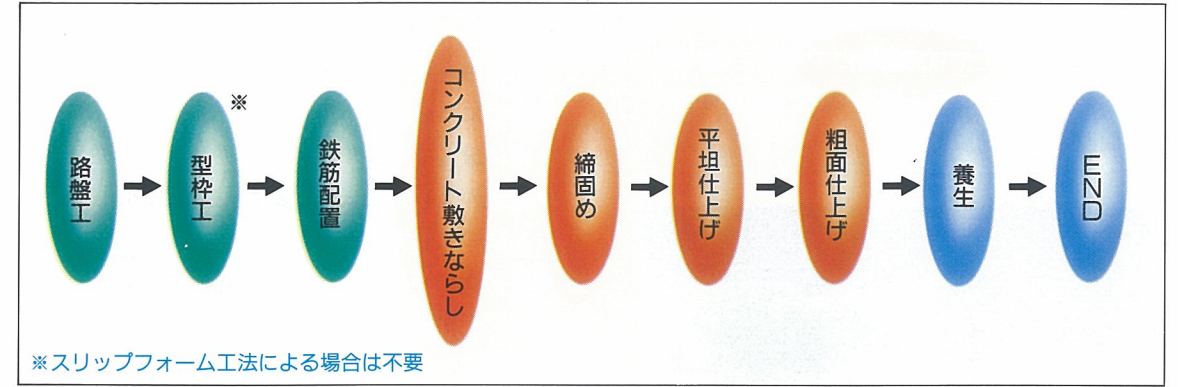 路盤工
型枠工
※
鉄筋配置
コンクリート敷きならし
締固め
平坦仕上げ
粗面仕上げ
養生
END
※スリップフォーム工法による場合は不要